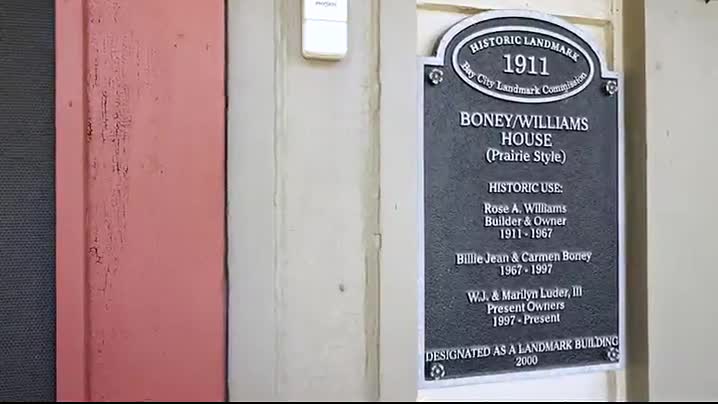 HISTORIC LANDMARK
1911
Bay City Landmark Commission
BONEY/WILLIAMS
HOUSE
(Prairie Style)
HISTORIC USE:
Rose A. Williams
Builder & Owner
1911 - 1967
Billie Jean & Carmen Boney
1967 - 1997
W.J. & Marilyn Luder, III
Present Owners
1997 - Present
DESIGNATED AS A LANDMARK BUILDING
2000